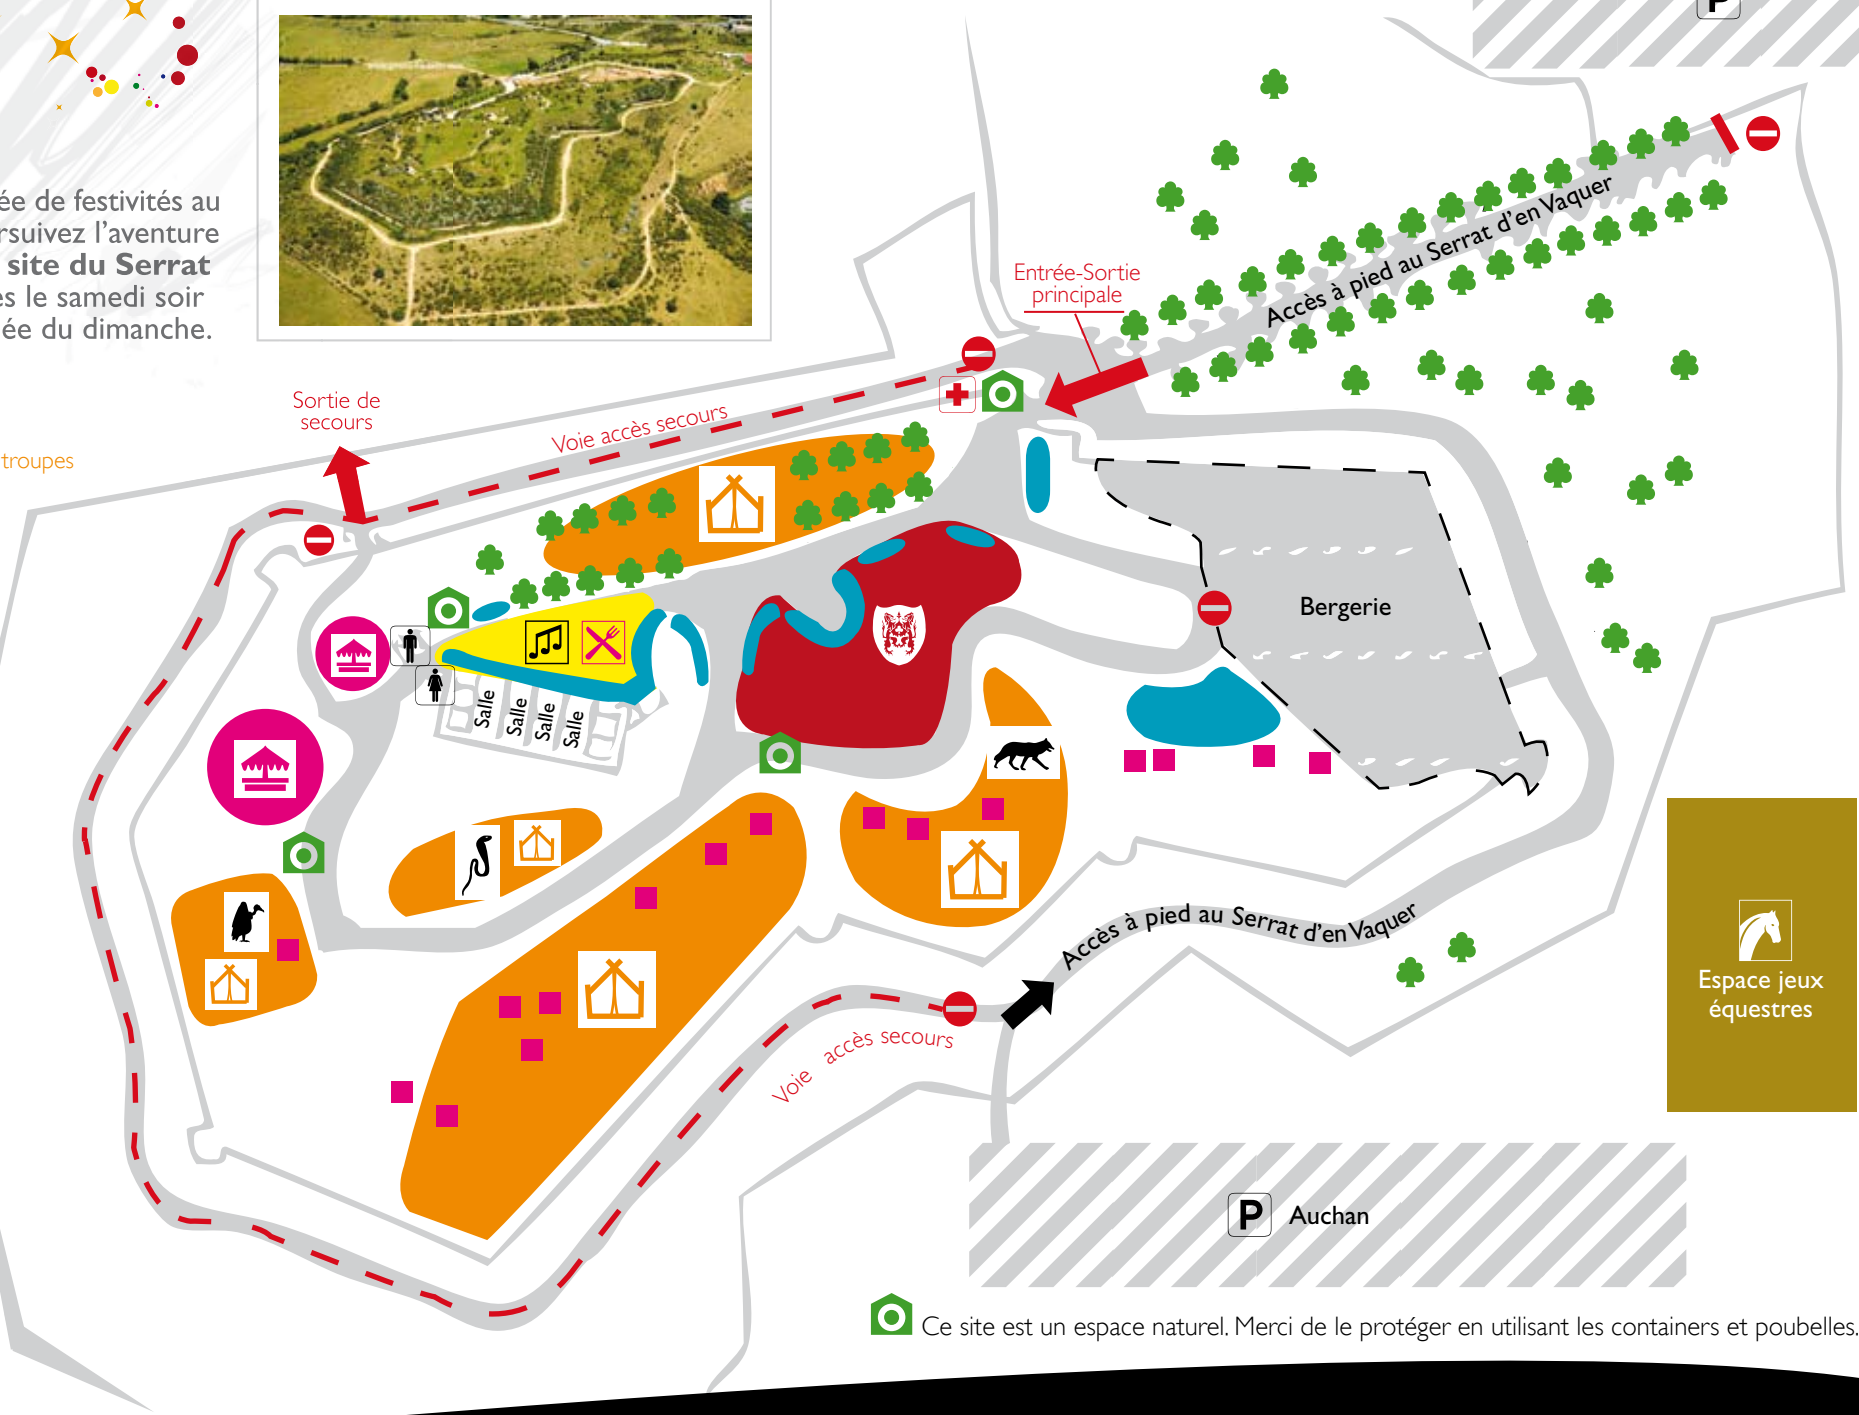 ée de festivités au
rsuivez l’aventure
site du Serrat
es le samedi soir
ée du dimanche.
troupes
P
Accès à pied au Serrat d’en Vaquer
Entrée-Sortie
principale
Sortie de
secours
Voie accès secours
Bergerie
Salle
Salle
Salle
Salle
Accès à pied au Serrat d’en Vaquer
Voie accès secours
Espace jeux
équestres
P Auchan
Ce site est un espace naturel. Merci de le protéger en utilisant les containers et poubelles.